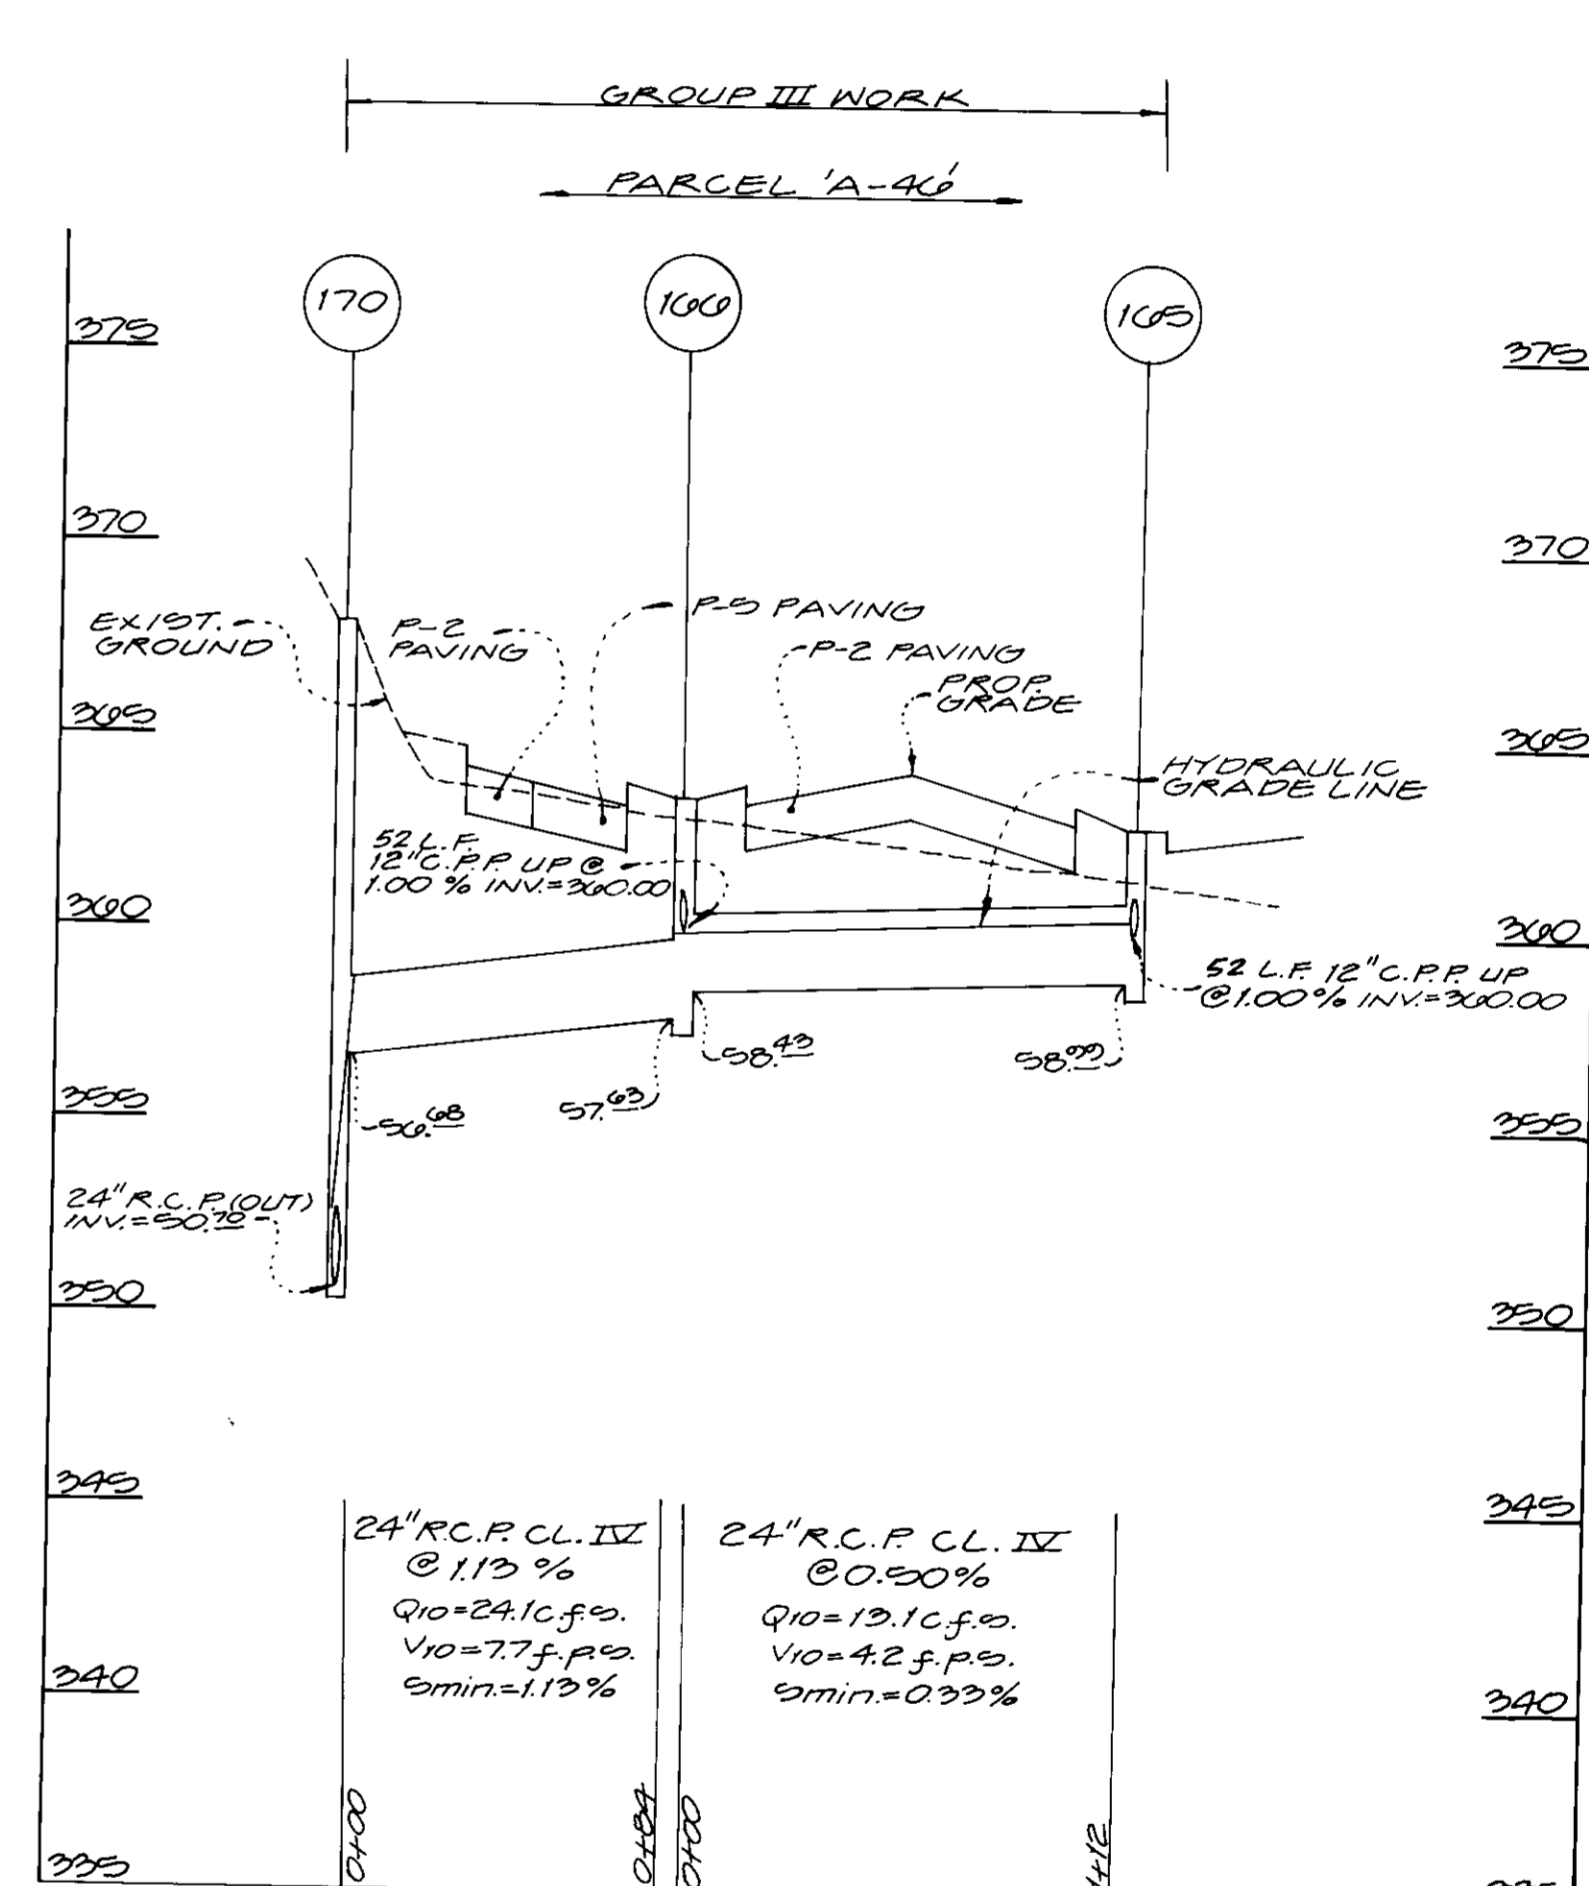 GROUP III WORK
PARCEL 'A-46'
170
166
165
375
375
370
370
EXIST.
GROUND
P-2
PAVING
P-5 PAVING
P-2 PAVING
PROP.
GRADE
365
365
HYDRAULIC
GRADE LINE
52 L.F.
12" C.P.P. UP @
1.00 % INV.=360.00
360
360
52 L.F. 12" C.P.P. UP
@ 1.00% INV.=360.00
58.43
58.99
57.63
56.68
355
355
24" R.C.P. (OUT)
INV.=50.70
350
350
345
345
24" R.C.P. CL. IV
@ 1.13 %
Q10=24.1 c.f.s.
V10=7.7 f.p.s.
Smin.=1.13%
24" R.C.P. CL. IV
@ 0.50%
Q10=13.1 c.f.s.
V10=4.2 f.p.s.
Smin.=0.33%
340
340
0+00
0+84
0+00
1+12
335